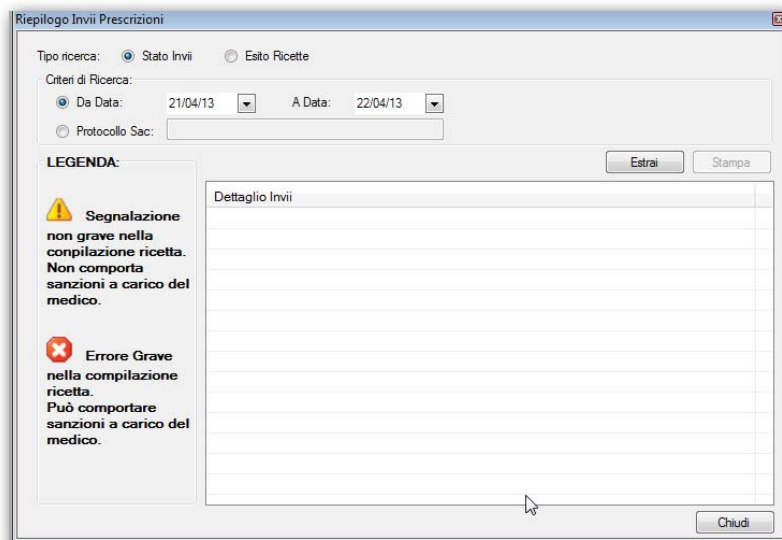 Riepilogo Invii Prescrizioni
Tipo ricerca: Stato Invii Esito Ricette
Criteri di Ricerca:
Da Data: 21/04/13 A Data: 22/04/13
Protocollo Sac:
LEGENDA:
Estrai Stampa
Dettaglio Invii
Segnalazione
non grave nella
conpilazione ricetta.
Non comporta
sanzioni a carico del
medico.
Errore Grave
nella compilazione
ricetta.
Può comportare
sanzioni a carico del
medico.
Chiudi